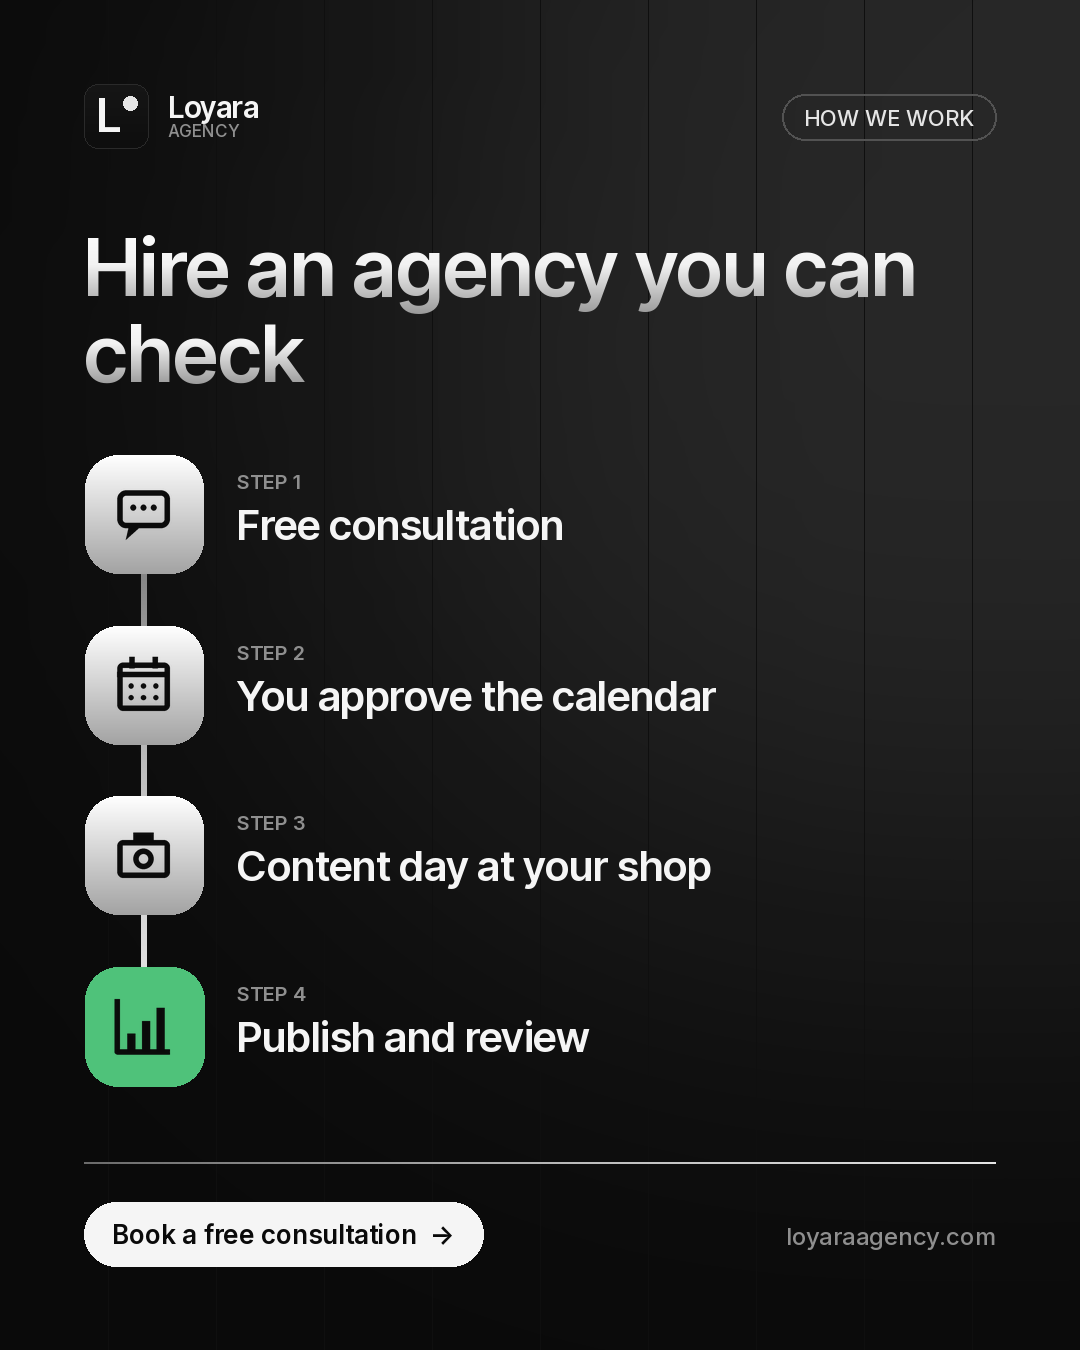 Loyara
AGENCY
HOW WE WORK
Hire an agency you can
check
STEP 1
Free consultation
STEP 2
You approve the calendar
STEP 3
Content day at your shop
STEP 4
Publish and review
Book a free consultation →
loyaraagency.com